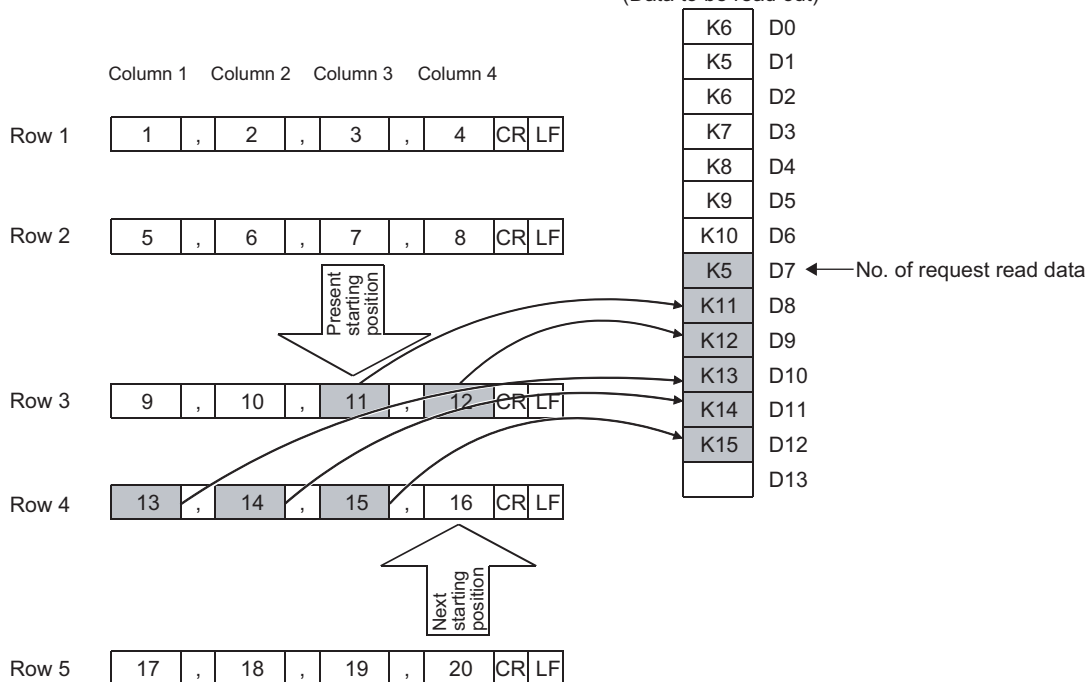 (Data to be read out)
K6 D0
K5 D1
K6 D2
K7 D3
K8 D4
K9 D5
K10 D6
K5 D7 No. of request read data
K11 D8
K12 D9
K13 D10
K14 D11
K15 D12
D13
Column 1 Column 2 Column 3 Column 4
Row 1 1 , 2 , 3 , 4 CR LF
Row 2 5 , 6 , 7 , 8 CR LF
Present
starting
position
Row 3 9 , 10 , 11 , 12 CR LF
Row 4 13 , 14 , 15 , 16 CR LF
Next
starting
position
Row 5 17 , 18 , 19 , 20 CR LF